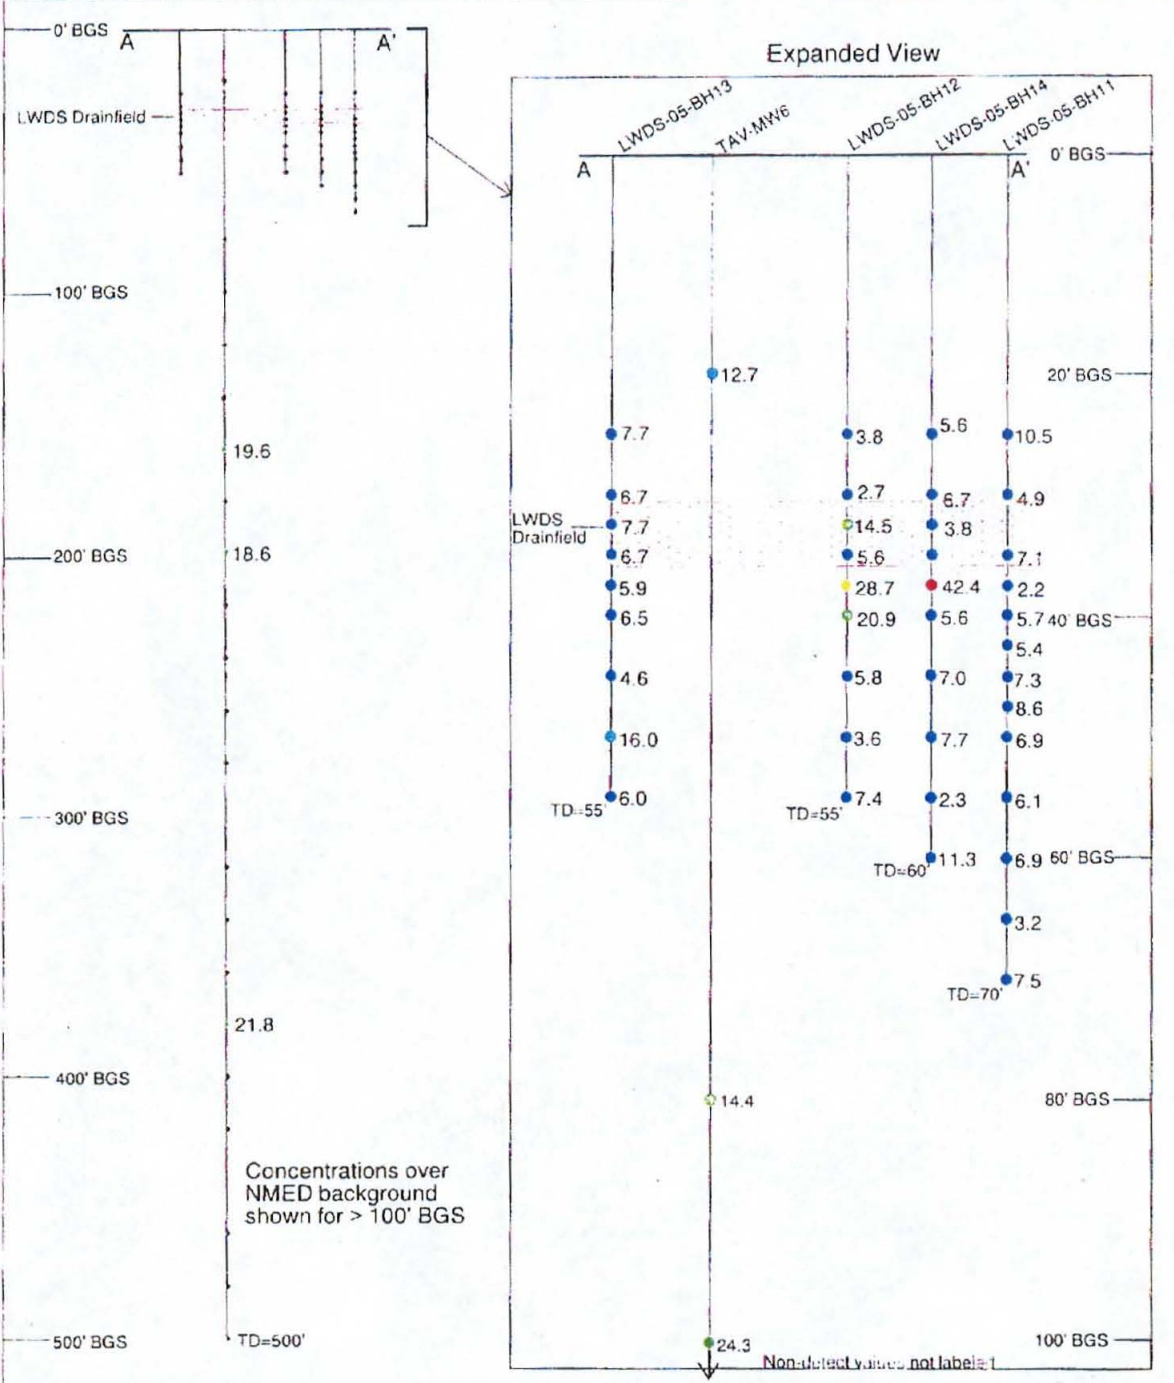 0' BGS
A
A'
LWDS Drainfield
100' BGS
19.6
200' BGS
18.6
300' BGS
21.8
400' BGS
Concentrations over
NMED background
shown for > 100' BGS
500' BGS
TD=500'
Expanded View
LWDS-05-BH13
TAV-MW6
LWDS-05-BH12
LWDS-05-BH14
LWDS-05-BH11
A
A'
0' BGS
12.7
20' BGS
7.7
3.8
5.6
10.5
6.7
2.7
6.7
4.9
LWDS
Drainfield
7.7
14.5
3.8
6.7
5.6
7.1
5.9
28.7
42.4
2.2
6.5
20.9
5.6
5.7
40' BGS
5.4
4.6
5.8
7.0
7.3
8.6
16.0
3.6
7.7
6.9
6.0
7.4
2.3
6.1
TD=55'
TD=55'
11.3
6.9
60' BGS
TD=60'
3.2
7.5
TD=70'
14.4
80' BGS
24.3
100' BGS
Non-detect values not labeled